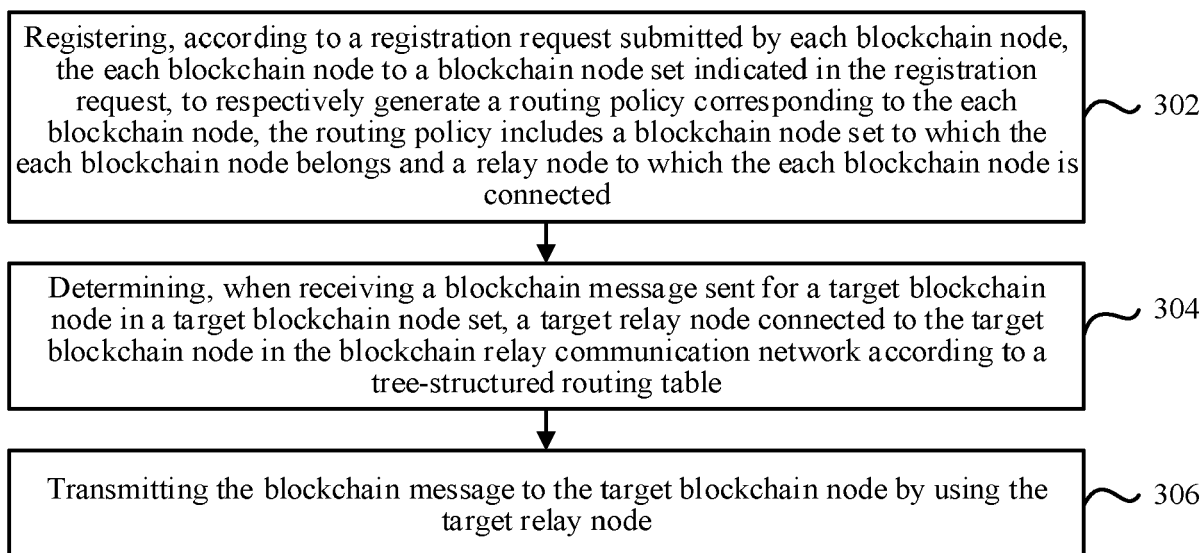 Registering, according to a registration request submitted by each blockchain node,
the each blockchain node to a blockchain node set indicated in the registration
request, to respectively generate a routing policy corresponding to the each
blockchain node, the routing policy includes a blockchain node set to which the
each blockchain node belongs and a relay node to which the each blockchain node is
connected
302
Determining, when receiving a blockchain message sent for a target blockchain
node in a target blockchain node set, a target relay node connected to the target
blockchain node in the blockchain relay communication network according to a
tree-structured routing table
304
Transmitting the blockchain message to the target blockchain node by using the
target relay node
306